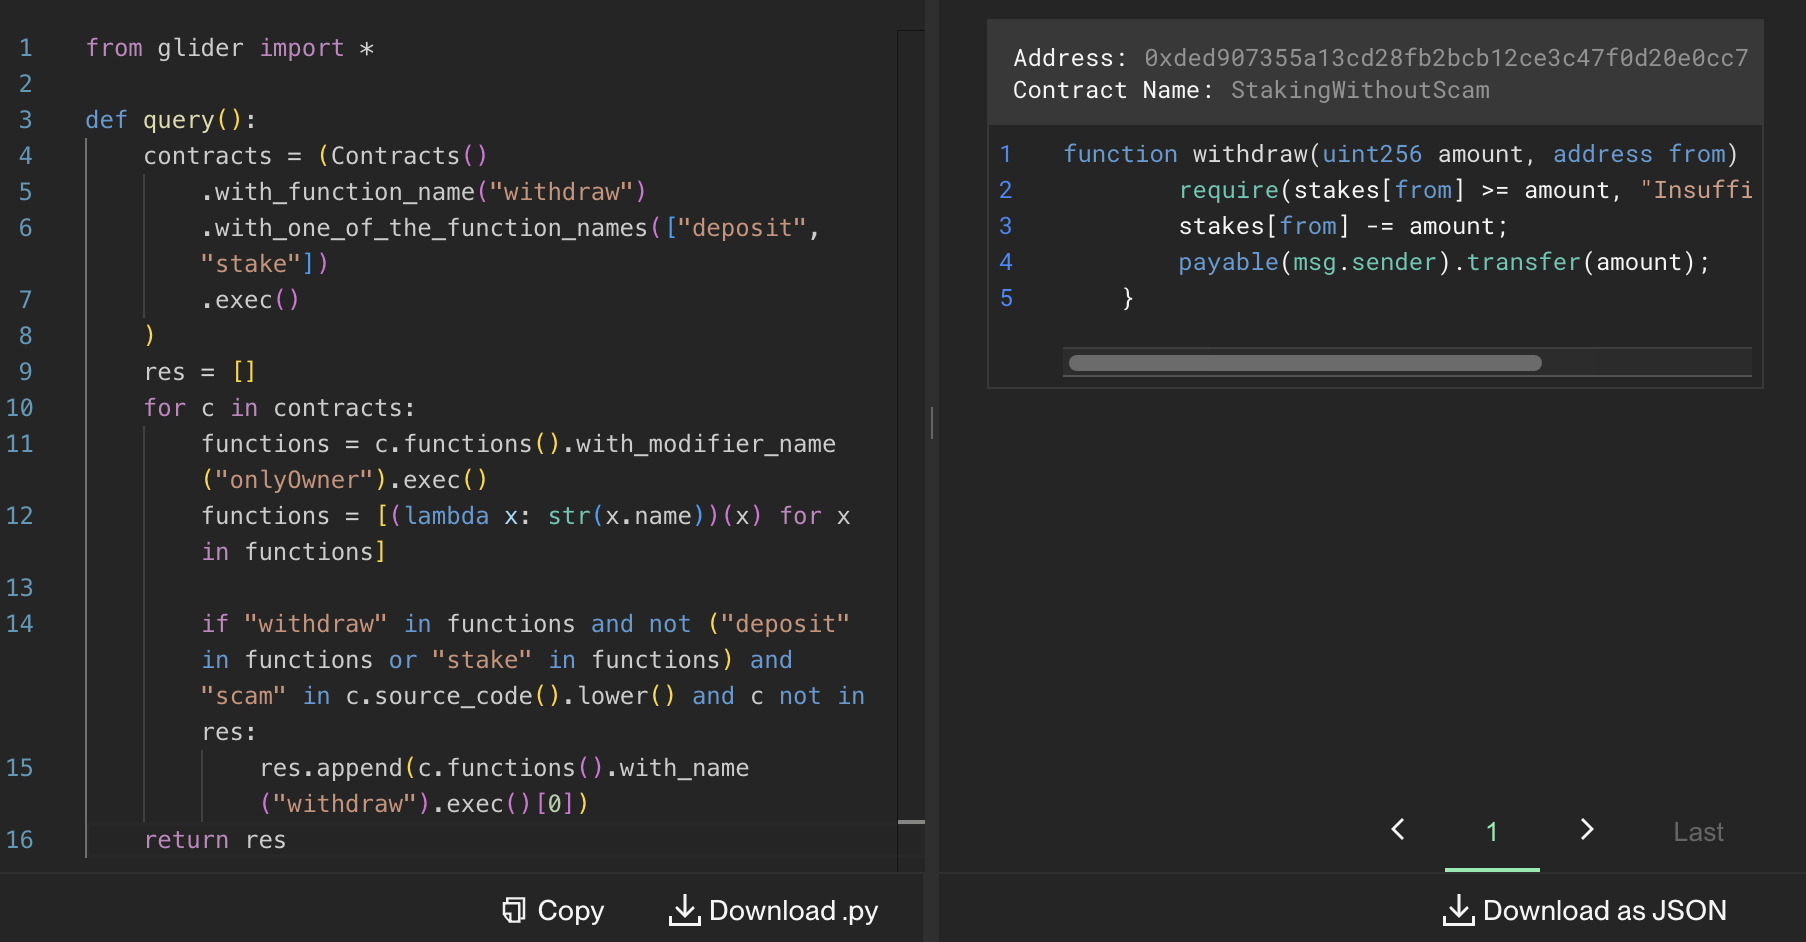 1 from glider import *
2
3 def query():
4 contracts = (Contracts()
5 .with_function_name("withdraw")
6 .with_one_of_the_function_names(["deposit",
"stake"])
7 .exec()
8 )
9 res = []
10 for c in contracts:
11 functions = c.functions().with_modifier_name
("onlyOwner").exec()
12 functions = [(lambda x: str(x.name))(x) for x
in functions]
13
14 if "withdraw" in functions and not ("deposit"
in functions or "stake" in functions) and
"scam" in c.source_code().lower() and c not in
res:
15 res.append(c.functions().with_name
("withdraw").exec()[0])
16 return res
Copy
Download .py
Address: 0xded907355a13cd28fb2bcb12ce3c47f0d20e0cc7
Contract Name: StakingWithoutScam
1 function withdraw(uint256 amount, address from)
2 require(stakes[from] >= amount, "Insuffi
3 stakes[from] -= amount;
4 payable(msg.sender).transfer(amount);
5 }
< 1 > Last
Download as JSON